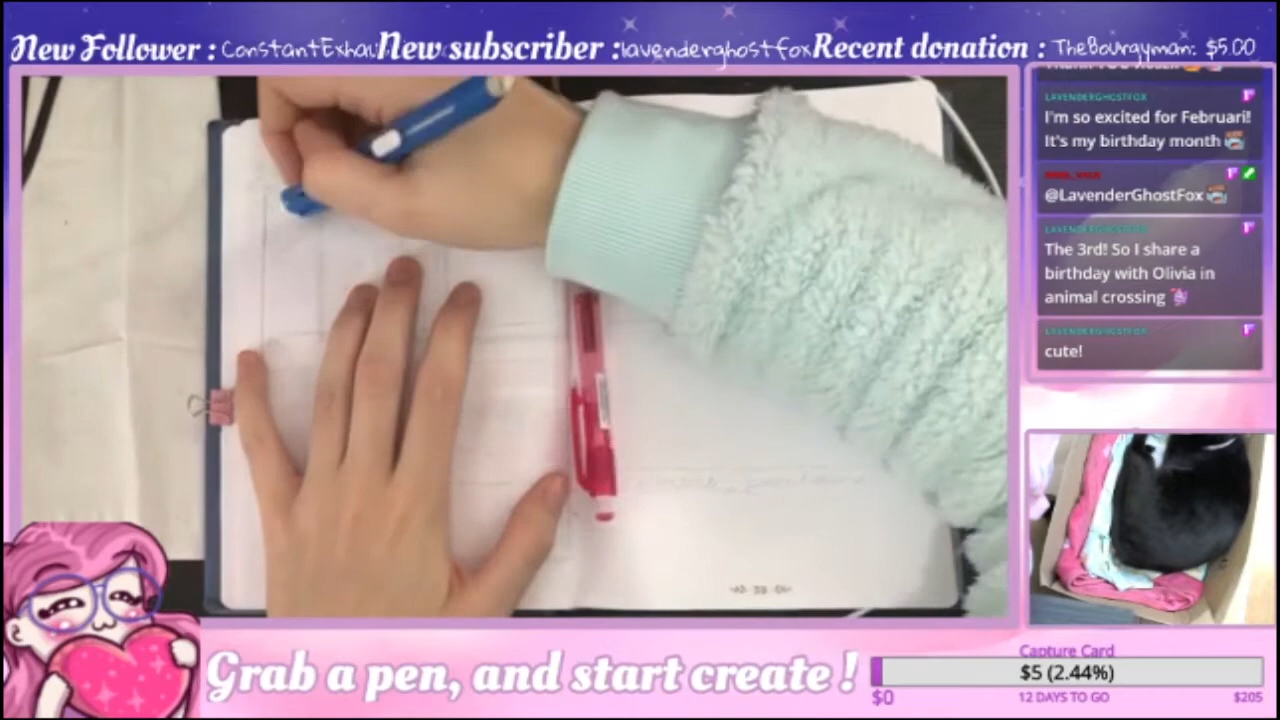 New Follower : ConstantExhau New subscriber :lavenderghostfox Recent donation : TheBourgyman: $5.00
LAVENDERGHOSTFOX
I'm so excited for Februari!
It's my birthday month
@LavenderGhostFox
LAVENDERGHOSTFOX
The 3rd! So I share a
birthday with Olivia in
animal crossing
LAVENDERGHOSTFOX
cute!
Grab a pen, and start create !
Capture Card
$5 (2.44%)
$0 12 DAYS TO GO $205